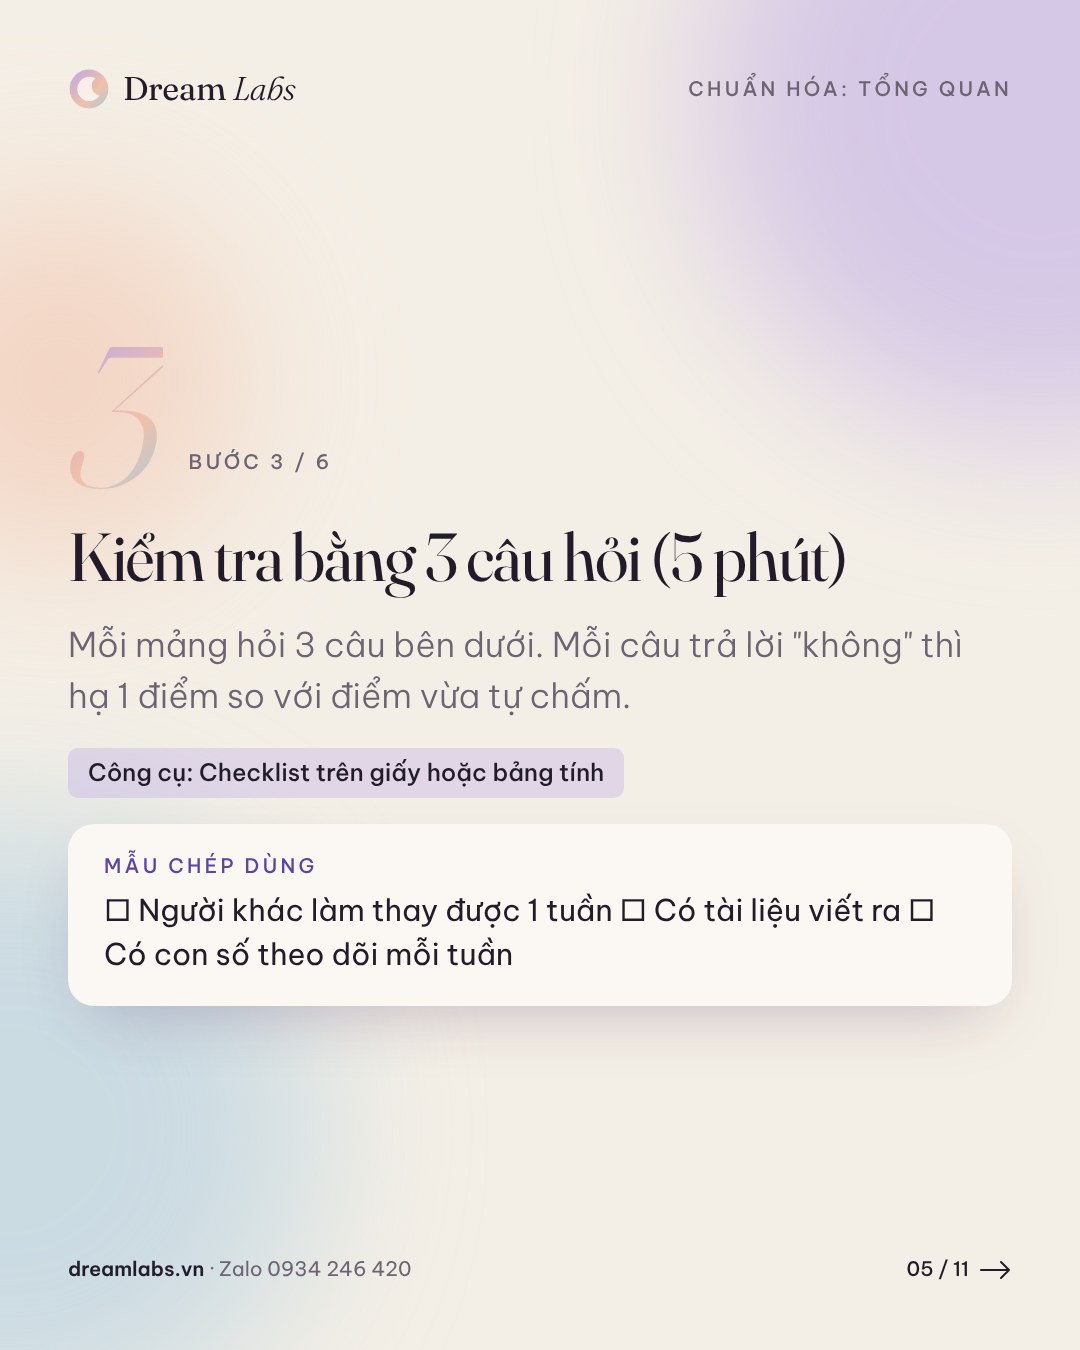 Dream Labs
CHUẨN HÓA: TỔNG QUAN
3
BƯỚC 3 / 6
Kiểm tra bằng 3 câu hỏi (5 phút)
Mỗi mảng hỏi 3 câu bên dưới. Mỗi câu trả lời "không" thì
hạ 1 điểm so với điểm vừa tự chấm.
Công cụ: Checklist trên giấy hoặc bảng tính
MẪU CHÉP DÙNG
☐ Người khác làm thay được 1 tuần ☐ Có tài liệu viết ra ☐
Có con số theo dõi mỗi tuần
dreamlabs.vn · Zalo 0934 246 420
05 / 11 →